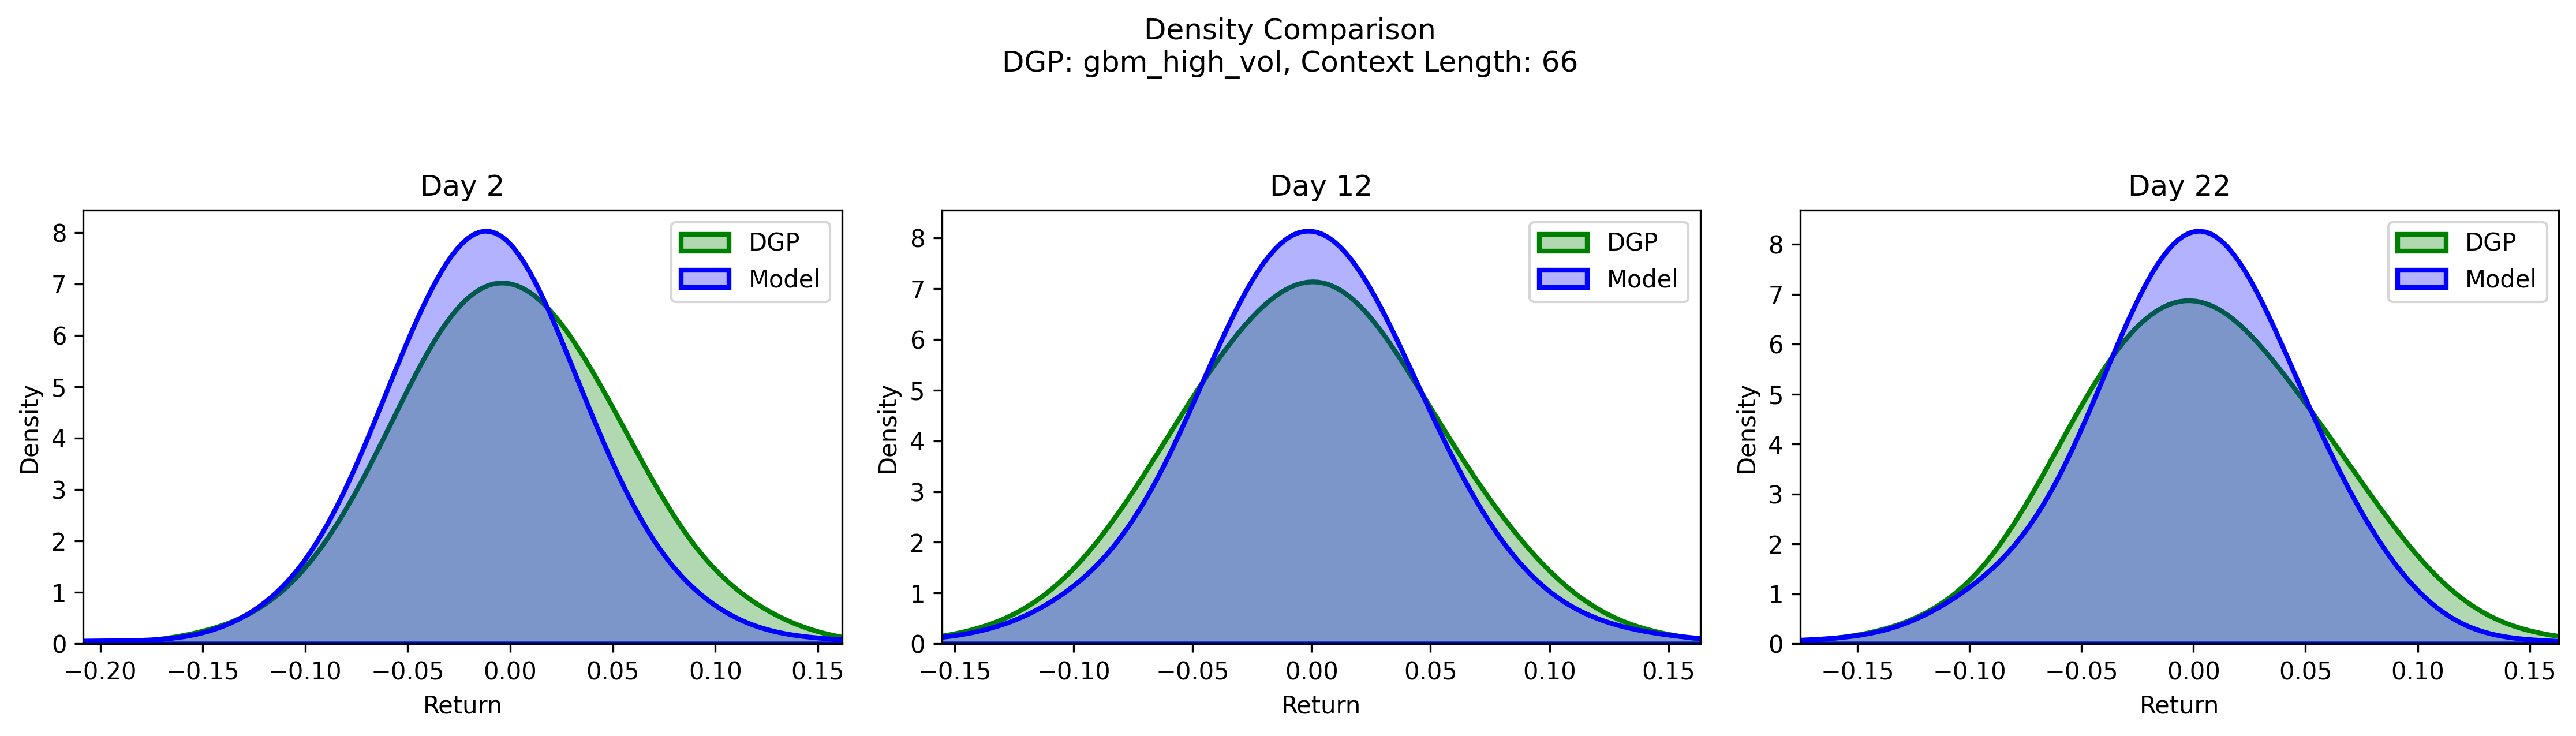 Density Comparison
DGP: gbm_high_vol, Context Length: 66
Day 2
8
7
6
5
4
3
2
1
0
Density
−0.20 −0.15 −0.10 −0.05 0.00 0.05 0.10 0.15
Return
DGP
Model
Day 12
8
7
6
5
4
3
2
1
0
Density
−0.15 −0.10 −0.05 0.00 0.05 0.10 0.15
Return
DGP
Model
Day 22
8
7
6
5
4
3
2
1
0
Density
−0.15 −0.10 −0.05 0.00 0.05 0.10 0.15
Return
DGP
Model